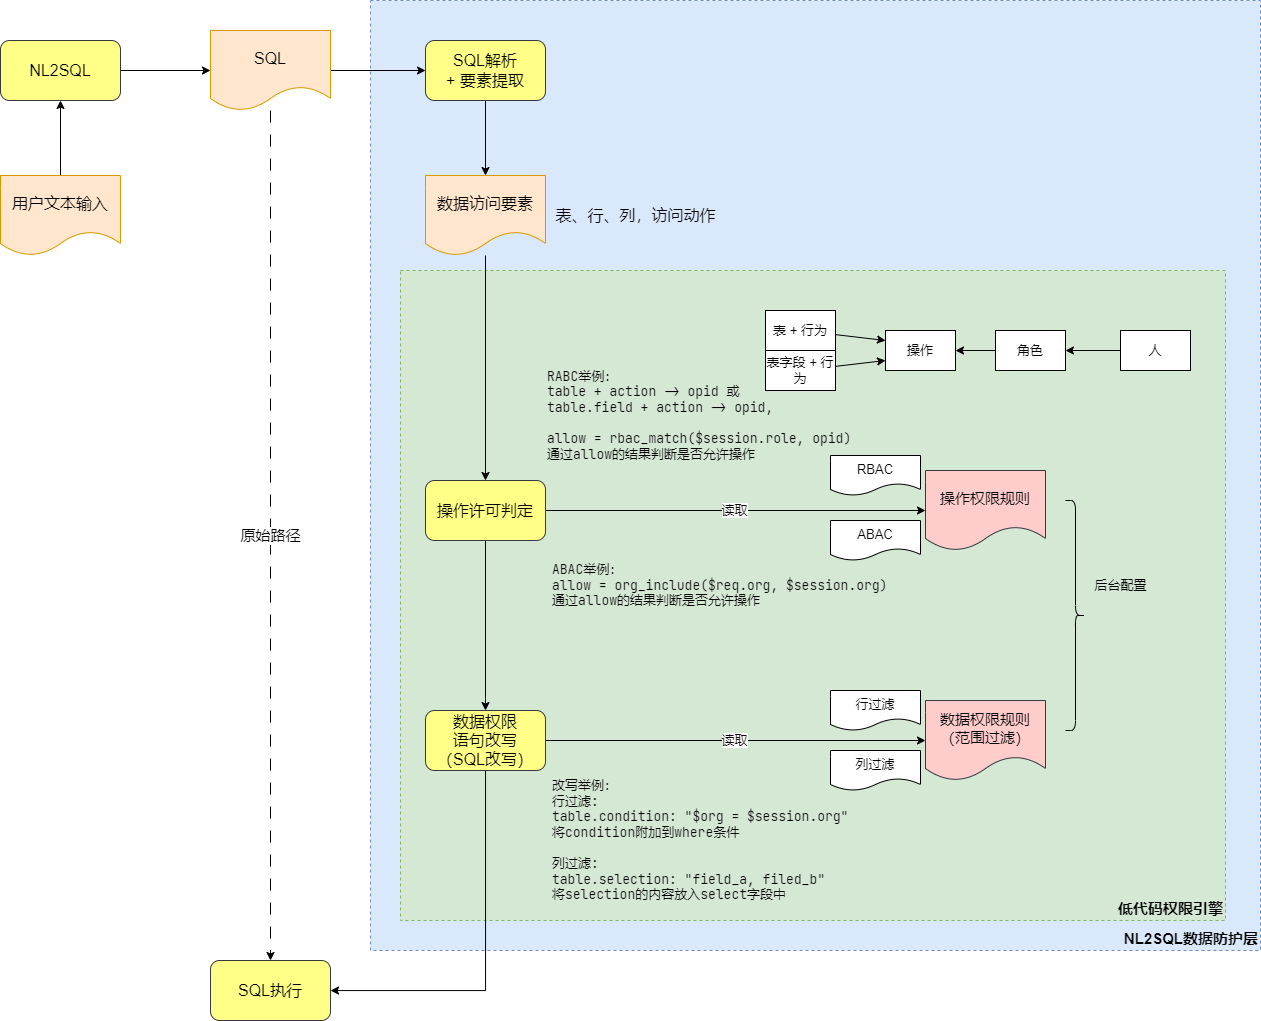 NL2SQL
SQL
SQL解析
+ 要素提取
用户文本输入
数据访问要素
表、行、列，访问动作
表 + 行为
表字段 + 行
为
操作
角色
人
RABC举例:
table + action -> opid 或
table.field + action -> opid,
allow = rbac_match($session.role, opid)
通过allow的结果判断是否允许操作
RBAC
操作许可判定
读取
操作权限规则
ABAC
原始路径
ABAC举例:
allow = org_include($req.org, $session.org)
通过allow的结果判断是否允许操作
后台配置
行过滤
数据权限
语句改写
（SQL改写）
读取
数据权限规则
（范围过滤）
列过滤
改写举例:
行过滤:
table.condition: "$org = $session.org"
将condition附加到where条件
列过滤:
table.selection: "field_a, filed_b"
将selection的内容放入select字段中
低代码权限引擎
NL2SQL数据防护层
SQL执行